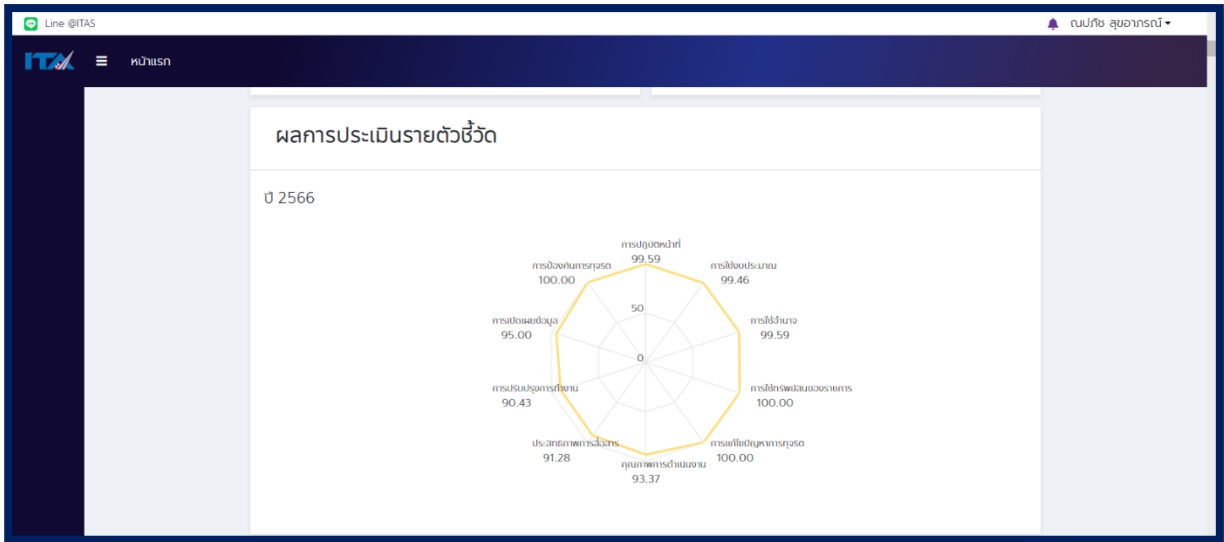 Line @ITAS
ณปภัช สุขอาภรณ์
ITA
หน้าแรก
ผลการประเมินรายตัวชี้วัด
ปี 2566
การปฏิบัติหน้าที่
99.59
การใช้งบประมาณ
99.46
การใช้อำนาจ
99.59
การใช้ทรัพย์สินของราชการ
100.00
การแก้ไขปัญหาการทุจริต
100.00
คุณภาพการดำเนินงาน
93.37
ประสิทธิภาพการสื่อสาร
91.28
การปรับปรุงการทำงาน
90.43
การเปิดเผยข้อมูล
95.00
การป้องกันการทุจริต
100.00
50
0